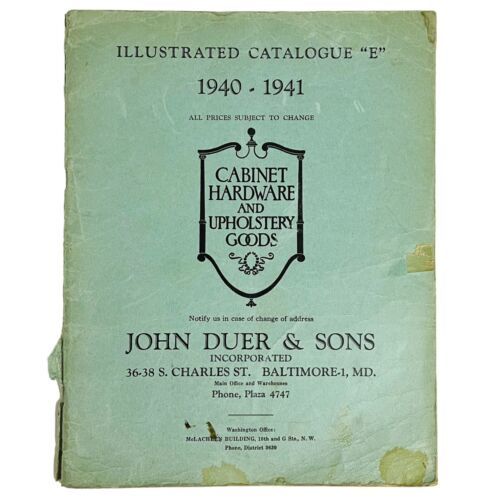 ILLUSTRATED CATALOGUE "E"
1940 - 1941
ALL PRICES SUBJECT TO CHANGE
CABINET
HARDWARE
AND
UPHOLSTERY
GOODS
Notify us in case of change of address
JOHN DUER & SONS
INCORPORATED
36-38 S. CHARLES ST. BALTIMORE-1, MD.
Main Office and Warehouses
Phone, Plaza 4747
Washington Office:
McLACHLEN BUILDING, 10th and G Sts., N. W.
Phone, District 0639